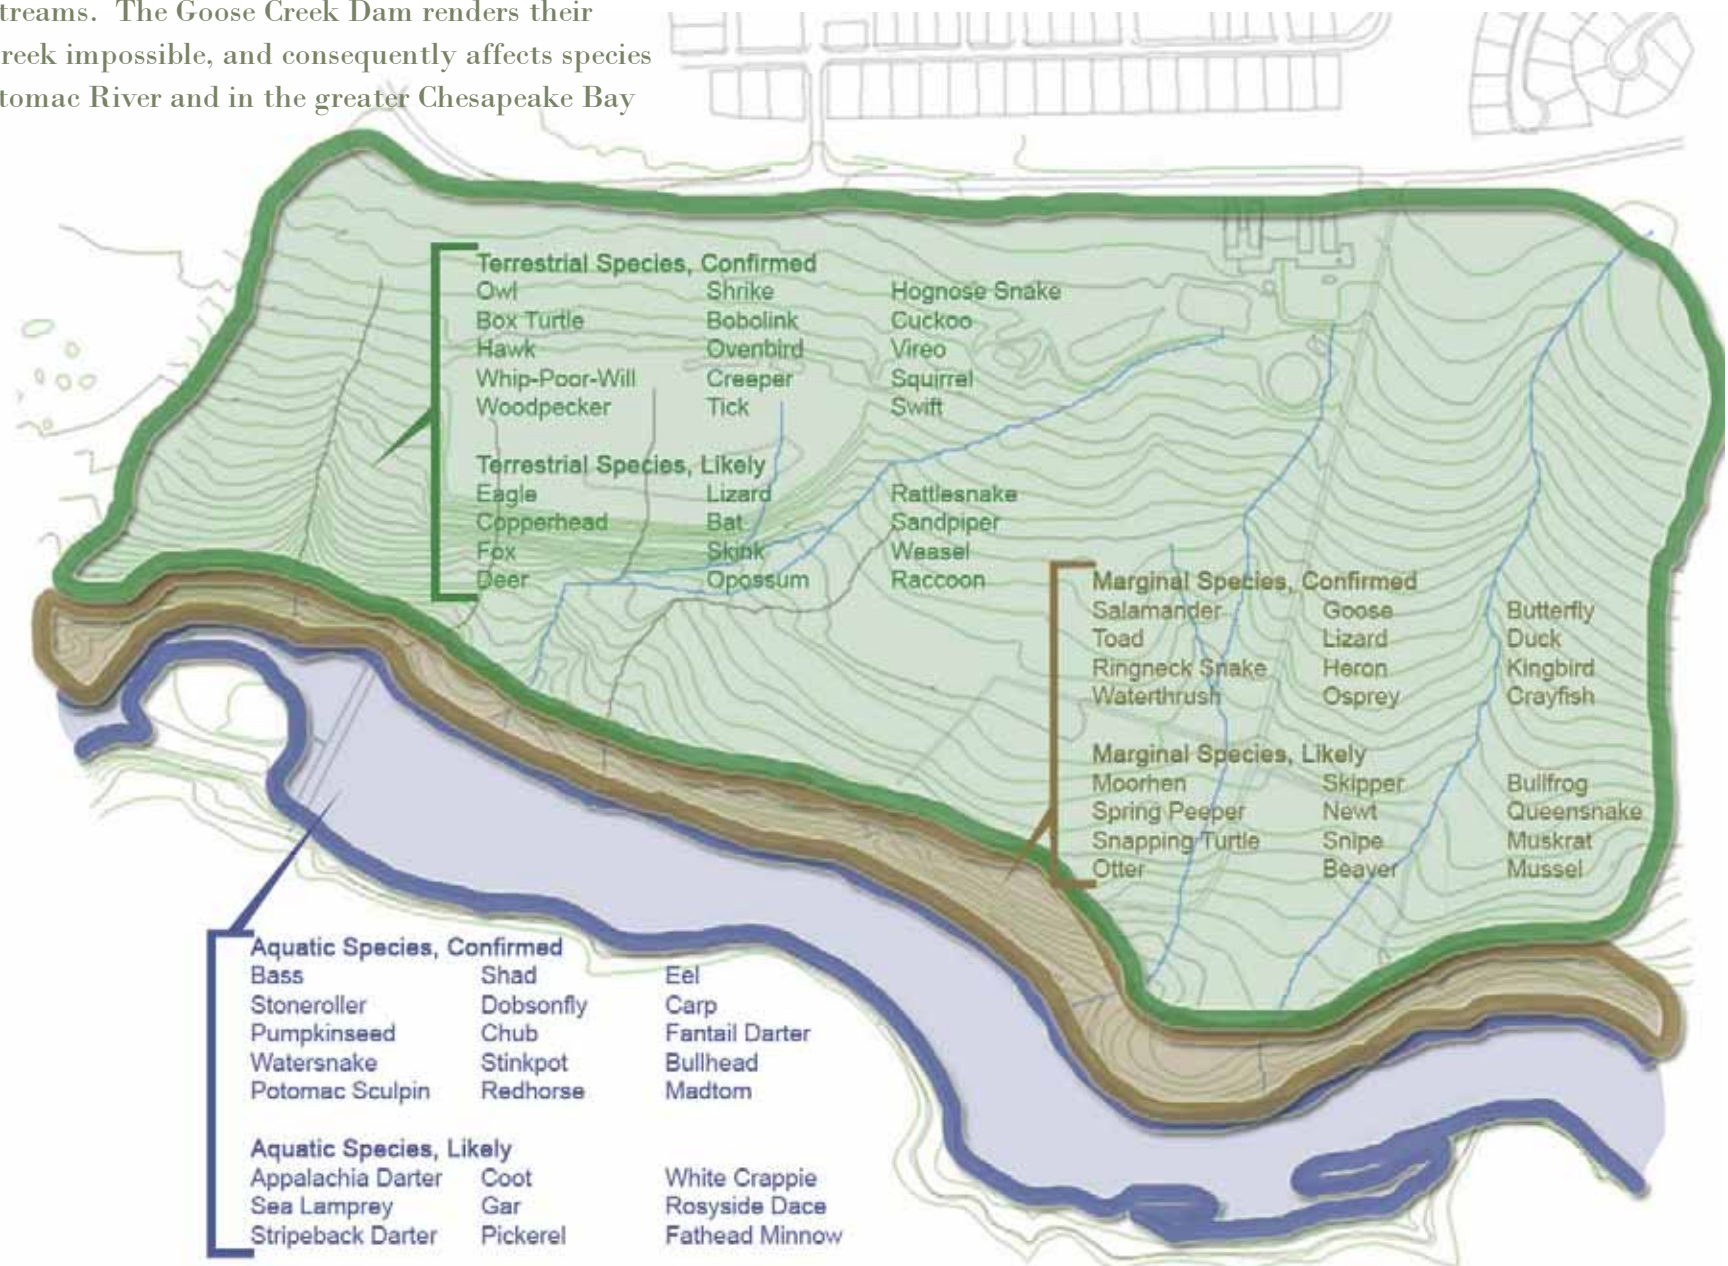 treams. The Goose Creek Dam renders their
reek impossible, and consequently affects species
tomac River and in the greater Chesapeake Bay
Terrestrial Species, Confirmed
Owl Shrike Hognose Snake
Box Turtle Bobolink Cuckoo
Hawk Ovenbird Vireo
Whip-Poor-Will Creeper Squirrel
Woodpecker Tick Swift
Terrestrial Species, Likely
Eagle Lizard Rattlesnake
Copperhead Bat Sandpiper
Fox Skink Weasel
Deer Opossum Raccoon
Marginal Species, Confirmed
Salamander Goose Butterfly
Toad Lizard Duck
Ringneck Snake Heron Kingbird
Waterthrush Osprey Crayfish
Marginal Species, Likely
Moorhen Skipper Bullfrog
Spring Peeper Newt Queensnake
Snapping Turtle Snipe Muskrat
Otter Beaver Mussel
Aquatic Species, Confirmed
Bass Shad Eel
Stoneroller Dobsonfly Carp
Pumpkinseed Chub Fantail Darter
Watersnake Stinkpot Bullhead
Potomac Sculpin Redhorse Madtom
Aquatic Species, Likely
Appalachia Darter Coot White Crappie
Sea Lamprey Gar Rosyside Dace
Stripeback Darter Pickerel Fathead Minnow